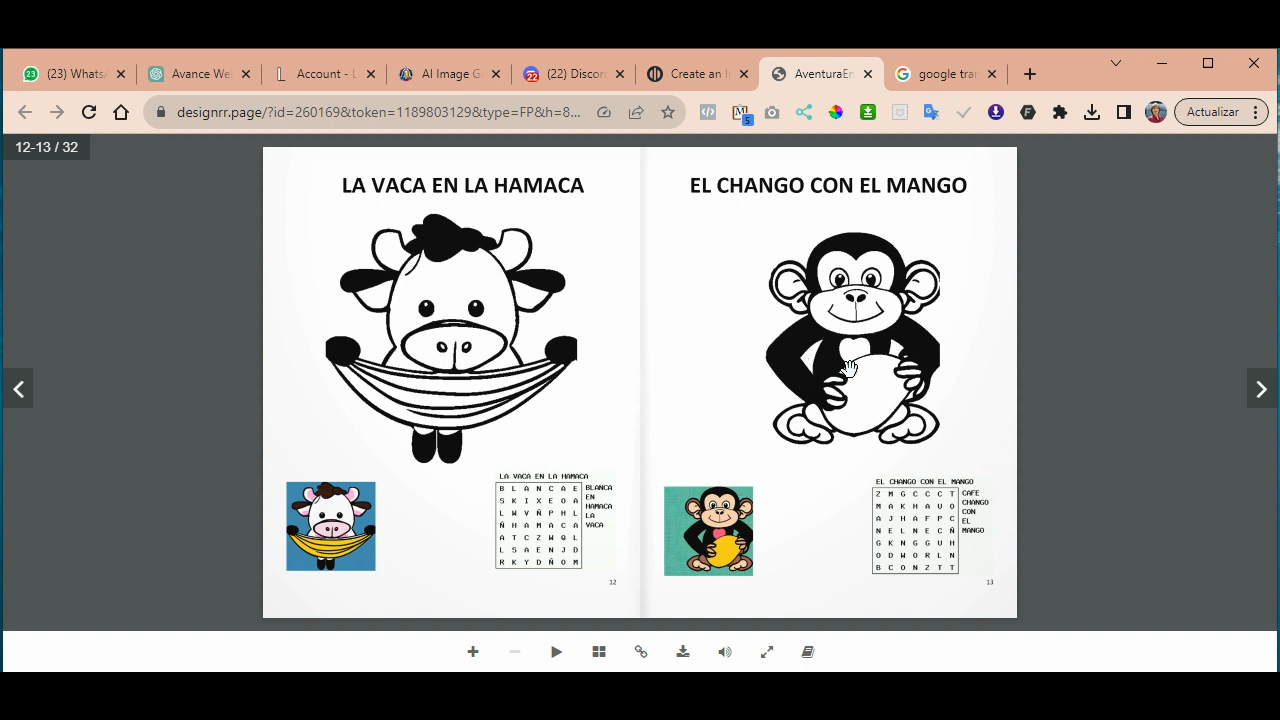 (23) Whats
Avance We
Account - L
AI Image G
(22) Discor
Create an I
AventuraEn
google tra
designrr.page/?id=260169&token=1189803129&type=FP&h=8...
5
Actualizar
12-13 / 32
LA VACA EN LA HAMACA
LA VACA EN LA HAMACA
B L A N C A E
S K I X E O A
L W V Ñ P H L
Ñ H A M A C A
A T C Z W Q L
L S A E N J D
R K Y D Ñ O M
BLANCA
EN
HAMACA
LA
VACA
12
EL CHANGO CON EL MANGO
EL CHANGO CON EL MANGO
Z M G C C C T
M A K H A U O
A J H A F P C
N E L N E C Ñ
G K N G G U H
O D W O R L N
B C O N Z T T
CAFE
CHANGO
CON
EL
MANGO
13